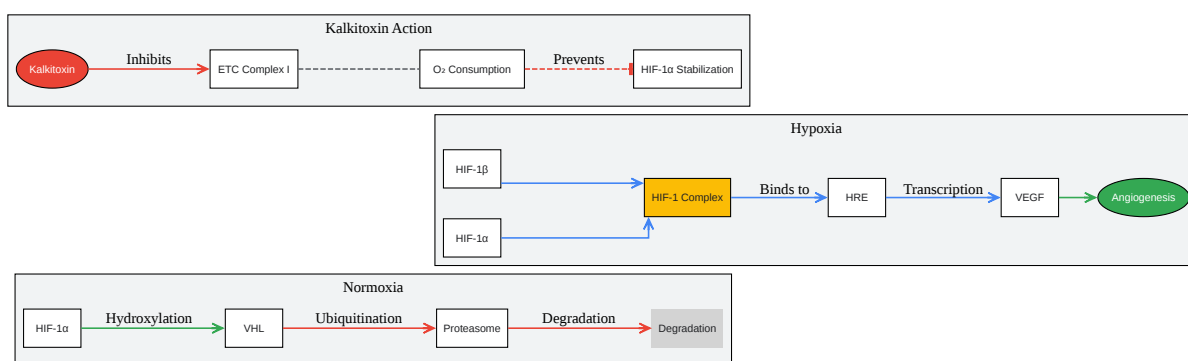 Kalkitoxin Action
Kalkitoxin
Inhibits
ETC Complex I
O₂ Consumption
Prevents
HIF-1α Stabilization
Hypoxia
HIF-1β
HIF-1α
HIF-1 Complex
Binds to
HRE
Transcription
VEGF
Angiogenesis
Normoxia
HIF-1α
Hydroxylation
VHL
Ubiquitination
Proteasome
Degradation
Degradation